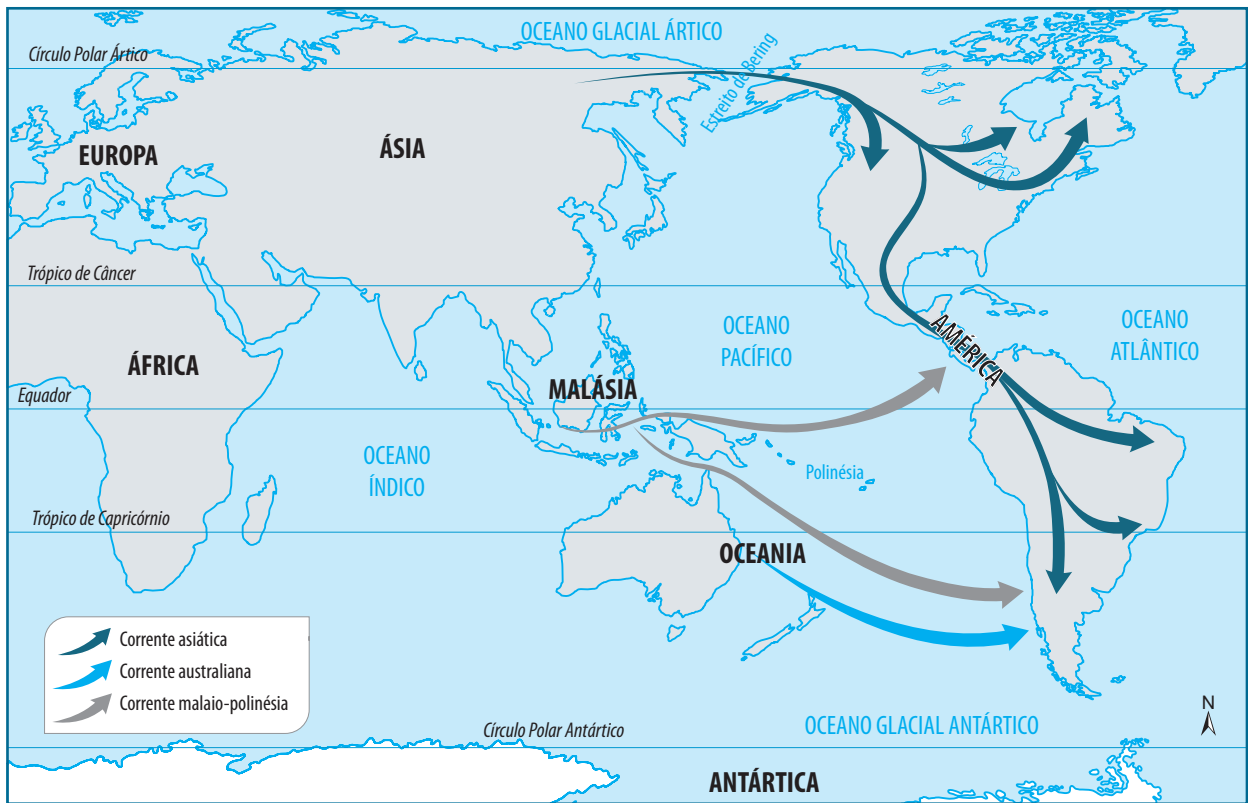 OCEANO GLACIAL ÁRTICO
Círculo Polar Ártico
Estreito de Bering
EUROPA
ÁSIA
Trópico de Câncer
OCEANO
PACÍFICO
AMÉRICA
OCEANO
ATLÂNTICO
ÁFRICA
MALÁSIA
Equador
OCEANO
ÍNDICO
Polinésia
Trópico de Capricórnio
OCEANIA
Corrente asiática
Corrente australiana
Corrente malaio-polinésia
N
OCEANO GLACIAL ANTÁRTICO
Círculo Polar Antártico
ANTÁRTICA